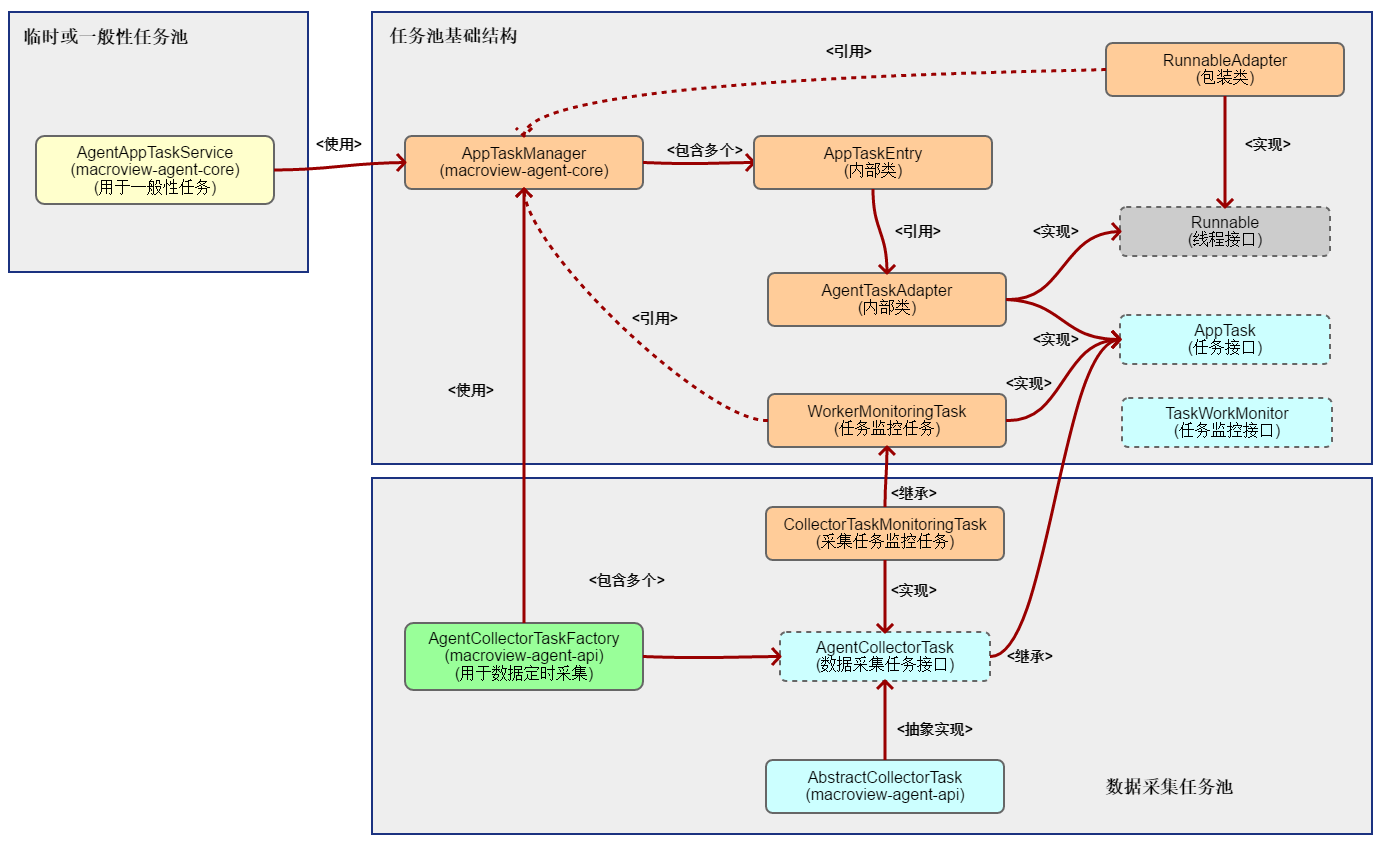 临时或一般性任务池
AgentAppTaskService
(macroview-agent-core)
(用于一般性任务)
<使用>
任务池基础结构
<引用>
RunnableAdapter
(包装类)
AppTaskManager
(macroview-agent-core)
<包含多个>
AppTaskEntry
(内部类)
<实现>
<引用>
<实现>
Runnable
(线程接口)
AgentTaskAdapter
(内部类)
<引用>
<实现>
AppTask
(任务接口)
<使用>
<实现>
WorkerMonitoringTask
(任务监控任务)
TaskWorkMonitor
(任务监控接口)
<继承>
CollectorTaskMonitoringTask
(采集任务监控任务)
<包含多个>
<实现>
AgentCollectorTaskFactory
(macroview-agent-api)
(用于数据定时采集)
AgentCollectorTask
(数据采集任务接口)
<继承>
<抽象实现>
AbstractCollectorTask
(macroview-agent-api)
数据采集任务池